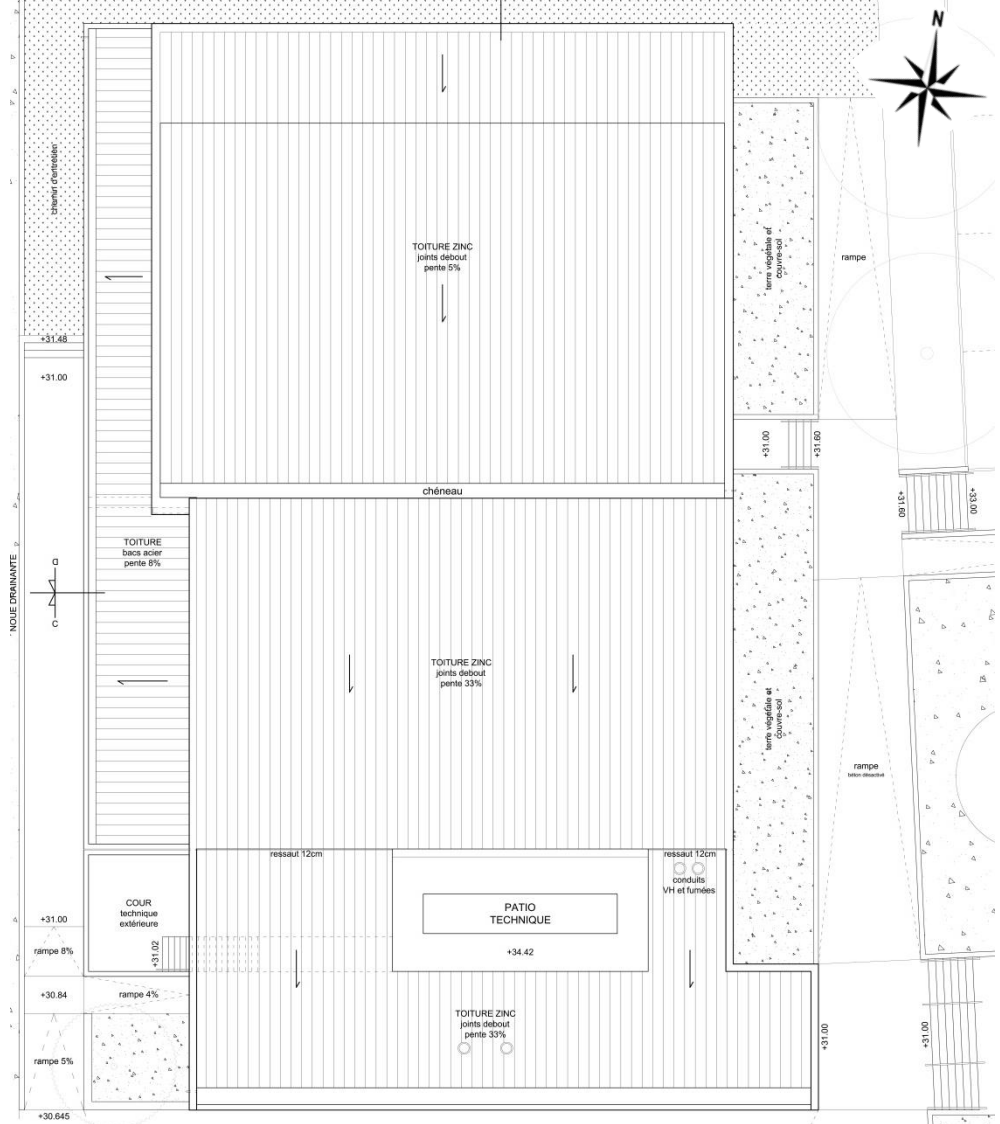 N
chemin d'entretien
TOITURE ZINC
joints debout
pente 5%
terre végétale et
couvre-sol
rampe
+31.48
+31.00
+31.00
+31.60
chéneau
+31.60
+33.00
TOITURE
bacs acier
pente 8%
NOUE DRAINANTE
c
TOITURE ZINC
joints debout
pente 33%
terre végétale et
couvre-sol
rampe
béton désactivé
ressaut 12cm
ressaut 12cm
conduits
VH et fumées
COUR
technique
extérieure
PATIO
TECHNIQUE
+34.42
+31.00
+31.02
rampe 8%
+30.84
rampe 4%
TOITURE ZINC
joints debout
pente 33%
+31.00
+31.00
rampe 5%
+30.645